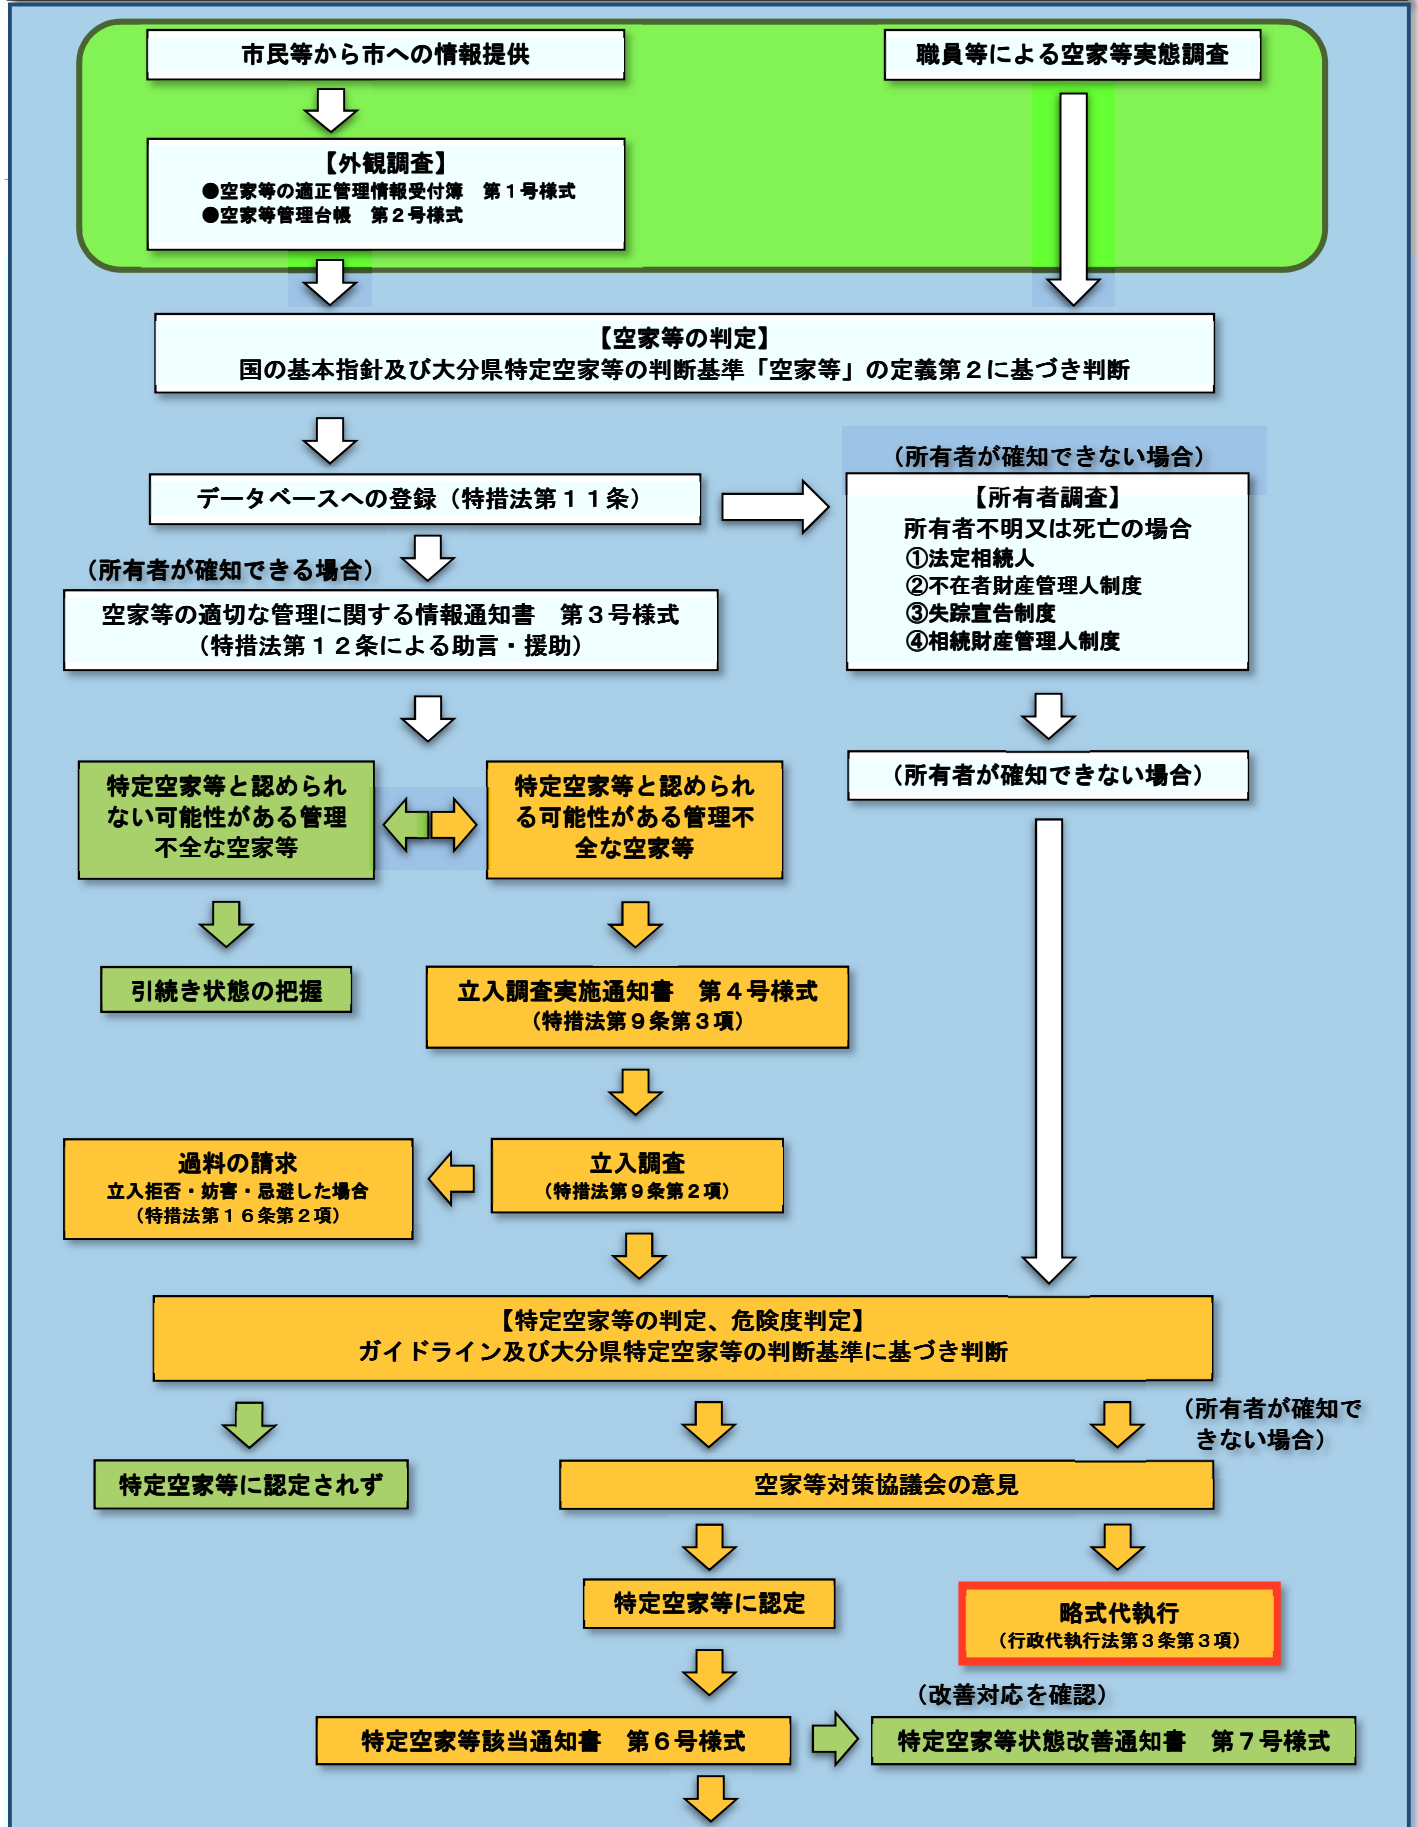 市民等から市への情報提供
職員等による空家等実態調査
【外観調査】
●空家等の適正管理情報受付簿　第１号様式
●空家等管理台帳　第２号様式
【空家等の判定】
国の基本指針及び大分県特定空家等の判断基準「空家等」の定義第２に基づき判断
データベースへの登録（特措法第１１条）
（所有者が確知できない場合）
【所有者調査】
所有者不明又は死亡の場合
①法定相続人
②不在者財産管理人制度
③失踪宣告制度
④相続財産管理人制度
（所有者が確知できる場合）
空家等の適切な管理に関する情報通知書　第３号様式
（特措法第１２条による助言・援助）
（所有者が確知できない場合）
特定空家等と認められ
ない可能性がある管理
不全な空家等
特定空家等と認められ
る可能性がある管理不
全な空家等
引続き状態の把握
立入調査実施通知書　第４号様式
（特措法第９条第３項）
過料の請求
立入拒否・妨害・忌避した場合
（特措法第１６条第２項）
立入調査
（特措法第９条第２項）
【特定空家等の判定、危険度判定】
ガイドライン及び大分県特定空家等の判断基準に基づき判断
（所有者が確知で
きない場合）
特定空家等に認定されず
空家等対策協議会の意見
特定空家等に認定
略式代執行
（行政代執行法第３条第３項）
（改善対応を確認）
特定空家等該当通知書　第６号様式
特定空家等状態改善通知書　第７号様式